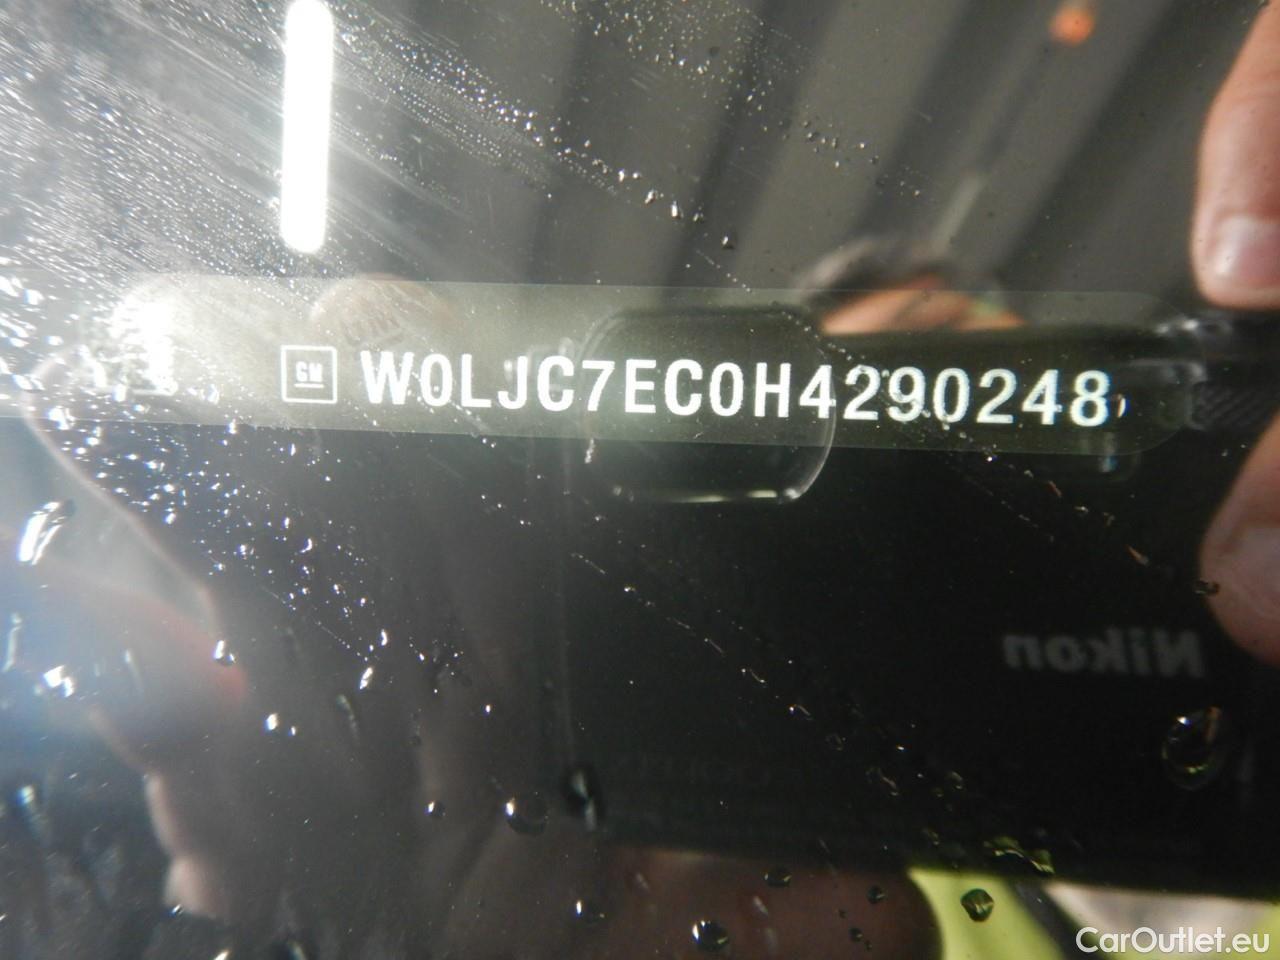 GM W0LJC7EC0H4290248
Nikon
CarOutlet.eu